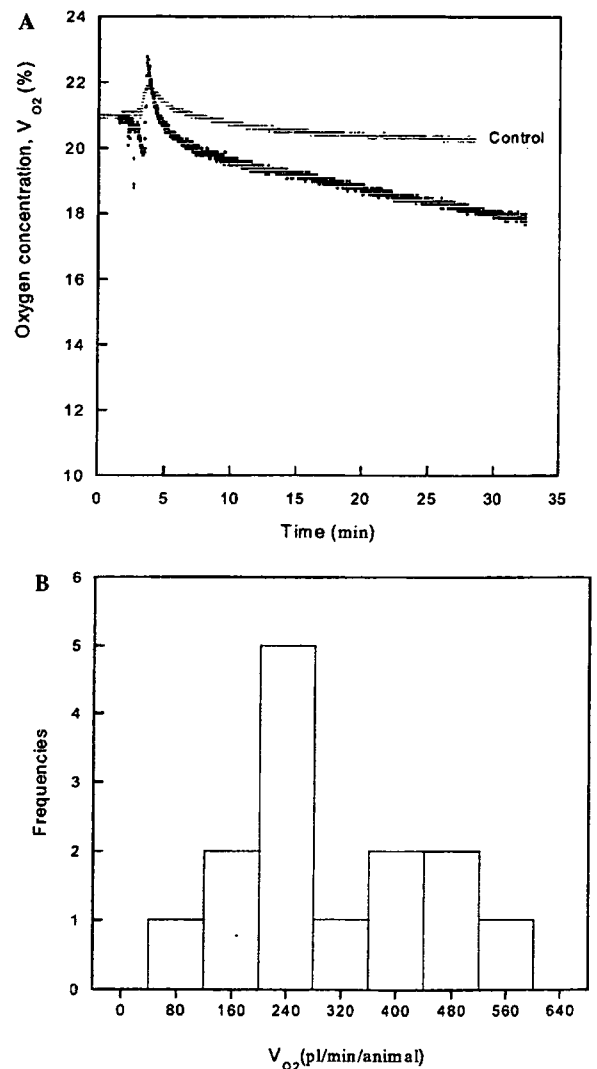 A
Oxygen concentration, V O2 (%)
24
22
20
18
16
14
12
10
Control
0 5 10 15 20 25 30 35
Time (min)
B
Frequencies
6
5
4
3
2
1
0
0 80 160 240 320 400 480 560 640
V O2 (pl/min/animal)